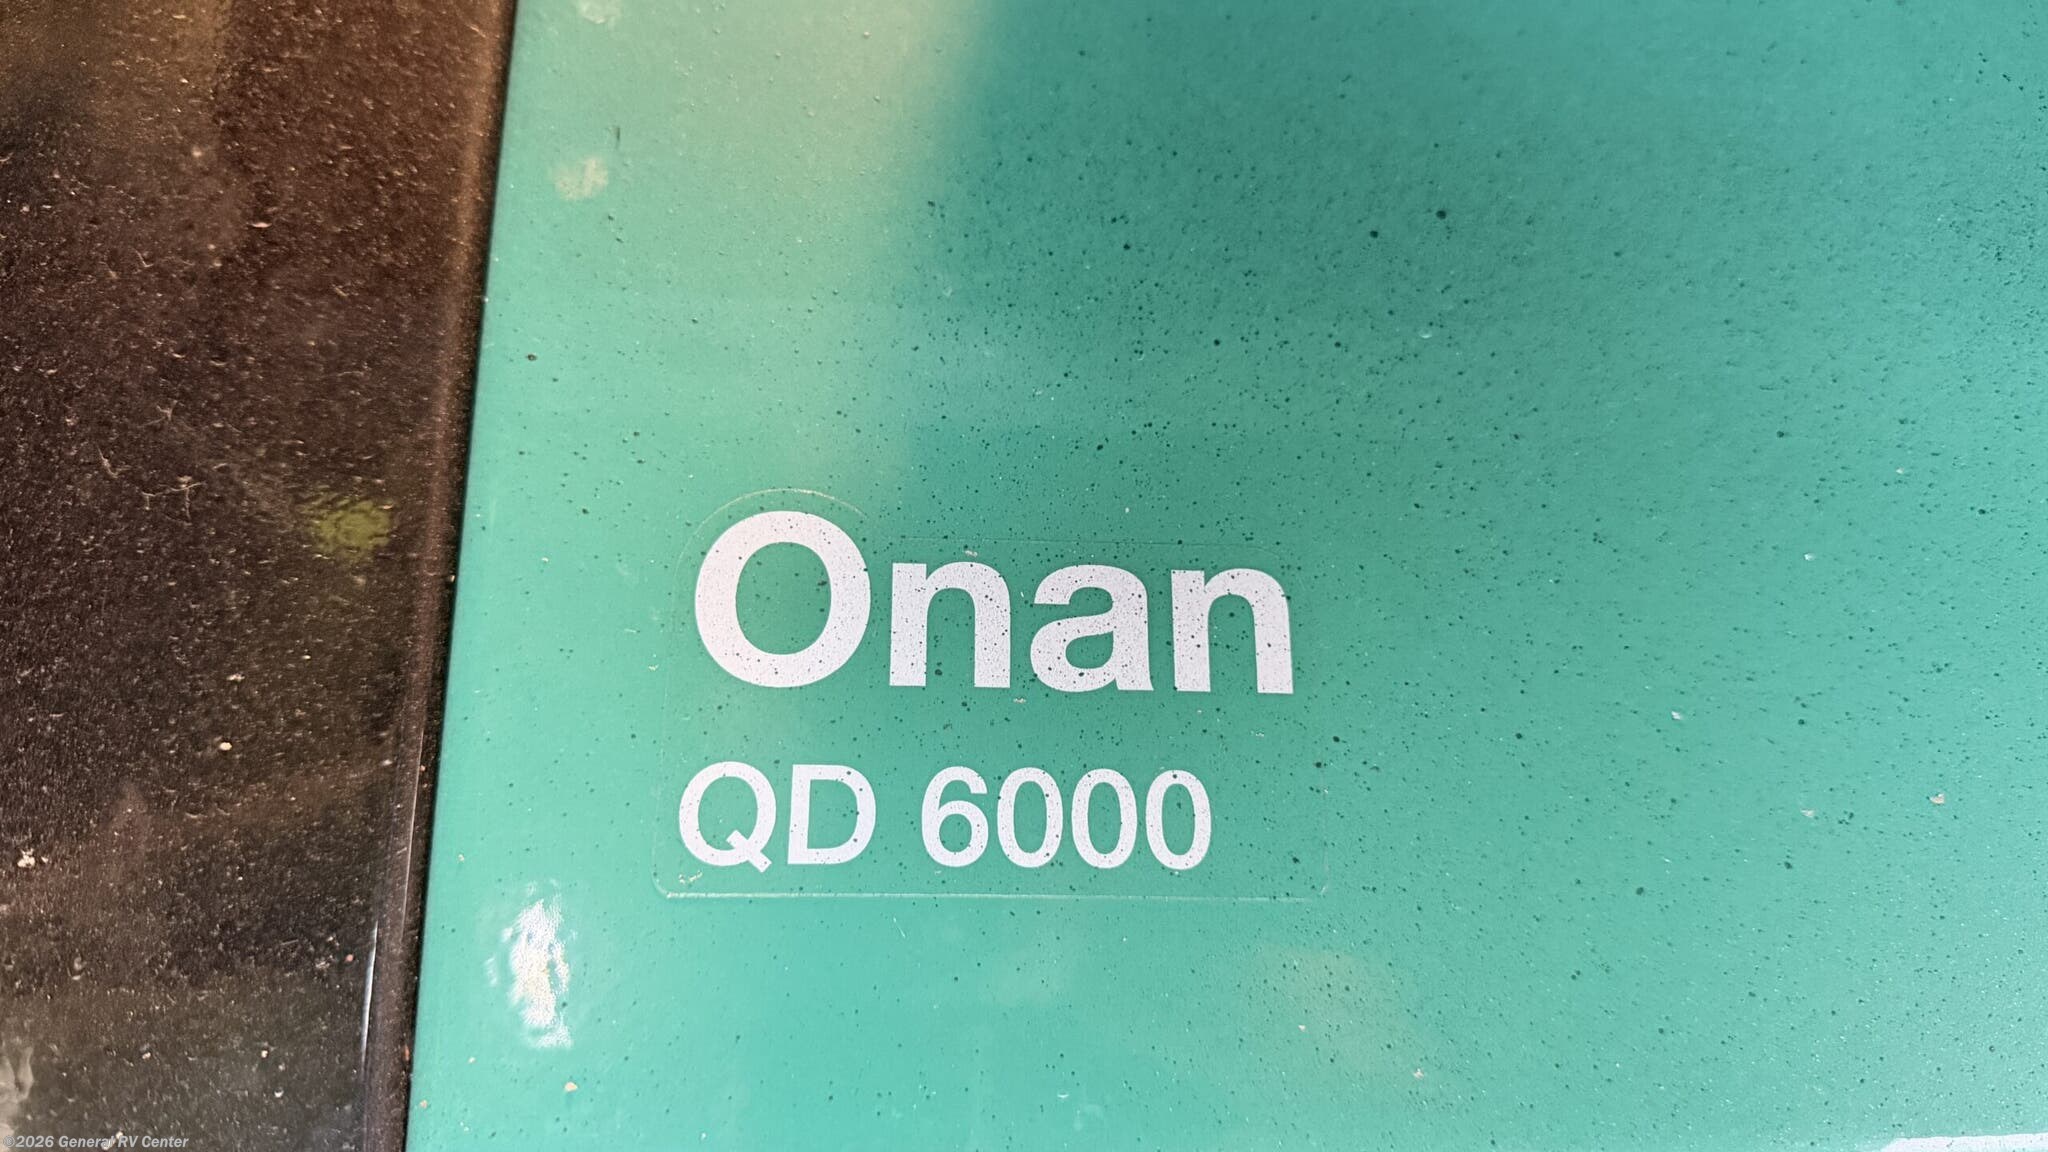 Onan
QD 6000
©2026 General RV Center